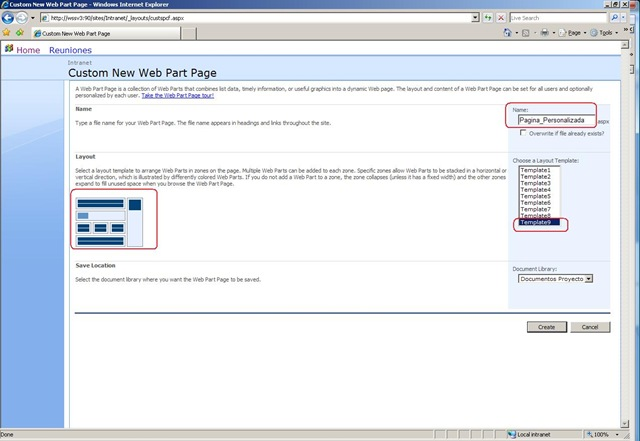 Custom New Web Part Page - Windows Internet Explorer
http://wssv3:90/sites/Intranet/_layouts/custspcf.aspx
Live Search
Custom New Web Part Page
Page
Tools
Home
Reuniones
Intranet
Custom New Web Part Page
A Web Part Page is a collection of Web Parts that combines list data, timely information, or useful graphics into a dynamic Web page. The layout and content of a Web Part Page can be set for all users and optionally
personalized by each user. Take the Web Part Page tour!
Name
Type a file name for your Web Part Page. The file name appears in headings and links throughout the site.
Name:
Pagina_Personalizada .aspx
Overwrite if file already exists?
Layout
Select a layout template to arrange Web Parts in zones on the page. Multiple Web Parts can be added to each zone. Specific zones allow Web Parts to be stacked in a horizontal or
vertical direction, which is illustrated by differently colored Web Parts. If you do not add a Web Part to a zone, the zone collapses (unless it has a fixed width) and the other zones
expand to fill unused space when you browse the Web Part Page.
Choose a Layout Template:
Template1
Template2
Template3
Template4
Template5
Template6
Template7
Template8
Template9
Save Location
Select the document library where you want the Web Part Page to be saved.
Document Library:
Documentos Proyecto
Create
Cancel
Done
Local intranet
100%